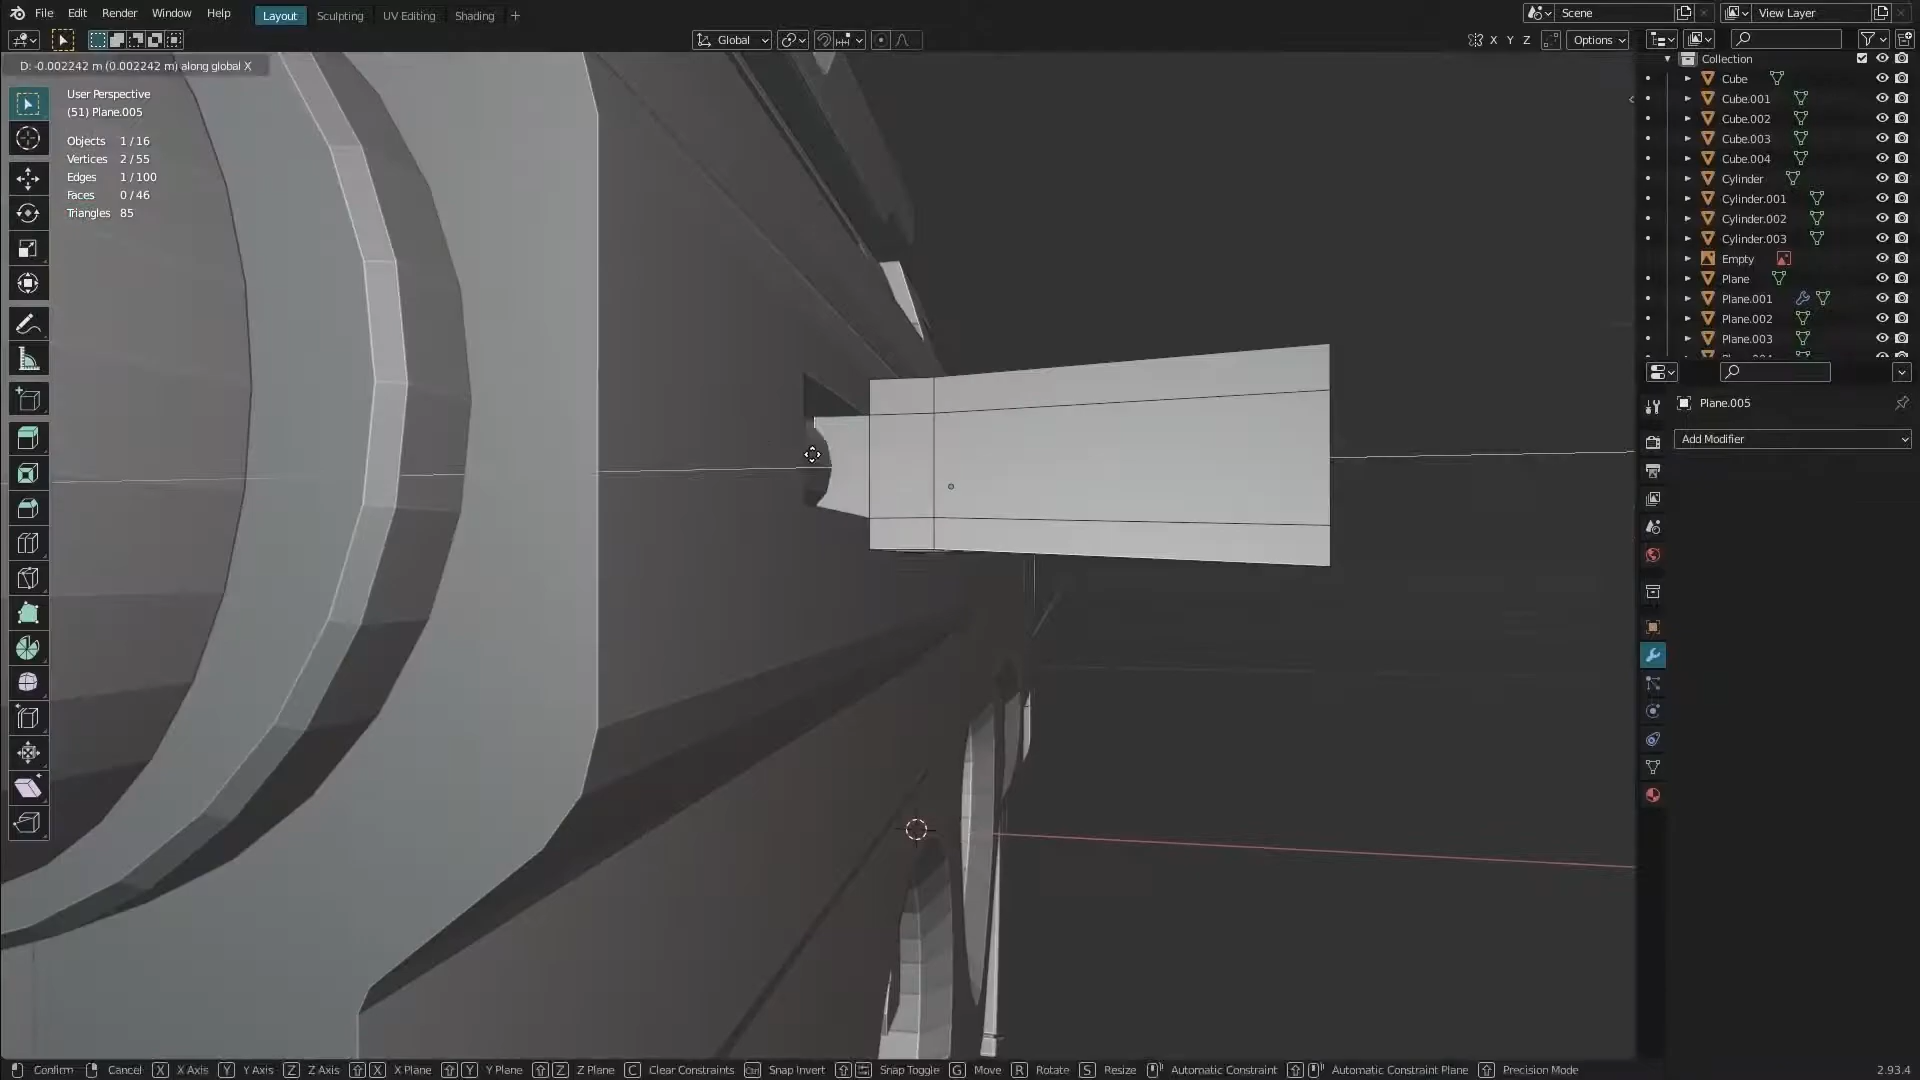 File Edit Render Window Help Layout Sculpting UV Editing Shading + Scene View Layer
Global X Y Z Options
D: -0.002242 m (0.002242 m) along global X
User Perspective
(51) Plane.005
Objects 1 / 16
Vertices 2 / 55
Edges 1 / 100
Faces 0 / 46
Triangles 85
Collection
Cube
Cube.001
Cube.002
Cube.003
Cube.004
Cylinder
Cylinder.001
Cylinder.002
Cylinder.003
Empty
Plane
Plane.001
Plane.002
Plane.003
Plane.005
Add Modifier
Confirm Cancel X X Axis Y Y Axis Z Z Axis X X Plane Y Y Plane Z Z Plane C Clear Constraints Ctrl Snap Invert Snap Toggle G Move R Rotate S Resize Automatic Constraint Automatic Constraint Plane Precision Mode 2.93.4